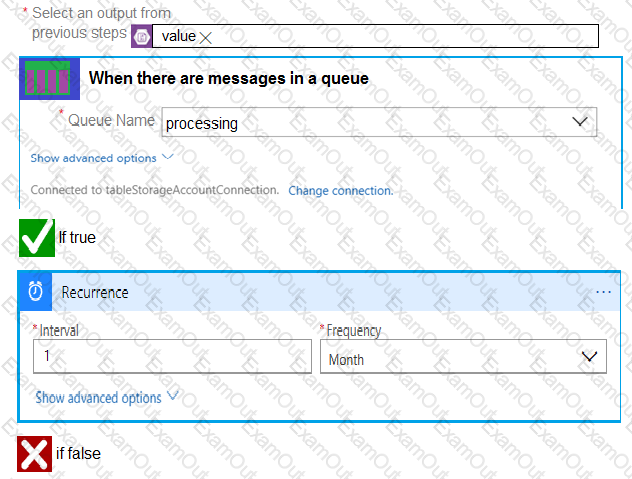 * Select an output from
previous steps value
When there are messages in a queue
* Queue Name processing
Show advanced options
Connected to tableStorageAccountConnection. Change connection.
If true
Recurrence ...
* Interval * Frequency
1 Month
Show advanced options
if false